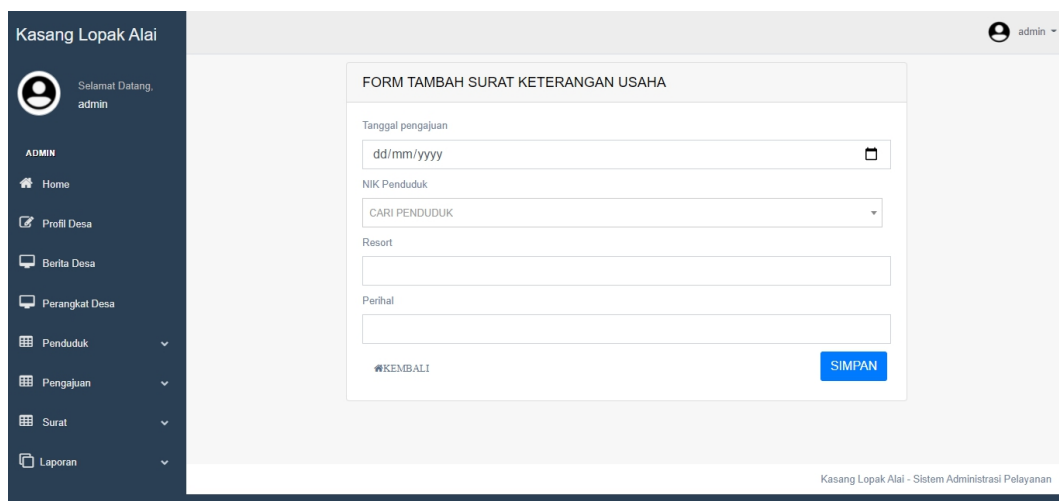 Kasang Lopak Alai
admin
Selamat Datang,
admin
ADMIN
Home
Profil Desa
Berita Desa
Perangkat Desa
Penduduk
Pengajuan
Surat
Laporan
FORM TAMBAH SURAT KETERANGAN USAHA
Tanggal pengajuan
dd/mm/yyyy
NIK Penduduk
CARI PENDUDUK
Resort
Perihal
KEMBALI
SIMPAN
Kasang Lopak Alai - Sistem Administrasi Pelayanan